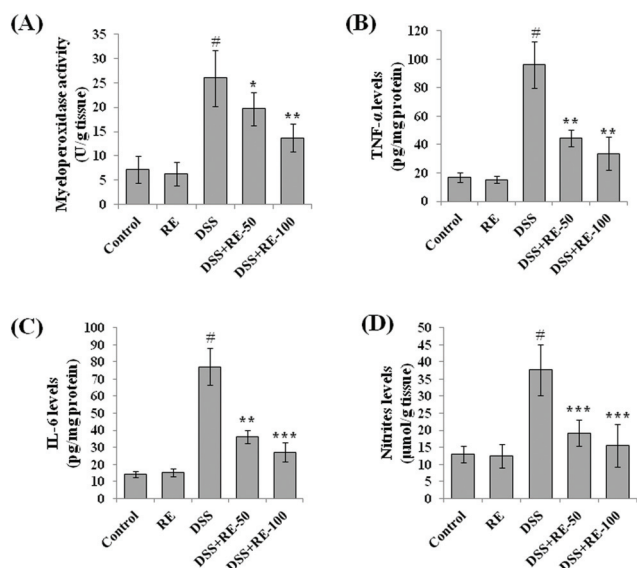 (A)
Myeloperoxidase activity
(U/g tissue)
35
30
25
20
15
10
5
0
#
*
**
Control
RE
DSS
DSS+RE-50
DSS+RE-100
(B)
TNF-α levels
(pg/mg protein)
120
100
80
60
40
20
0
#
**
**
Control
RE
DSS
DSS+RE-50
DSS+RE-100
(C)
IL-6 levels
(pg/mg protein)
100
90
80
70
60
50
40
30
20
10
0
#
**
***
Control
RE
DSS
DSS+RE-50
DSS+RE-100
(D)
Nitrites levels
(µmol/g tissue)
50
45
40
35
30
25
20
15
10
5
0
#
***
***
Control
RE
DSS
DSS+RE-50
DSS+RE-100